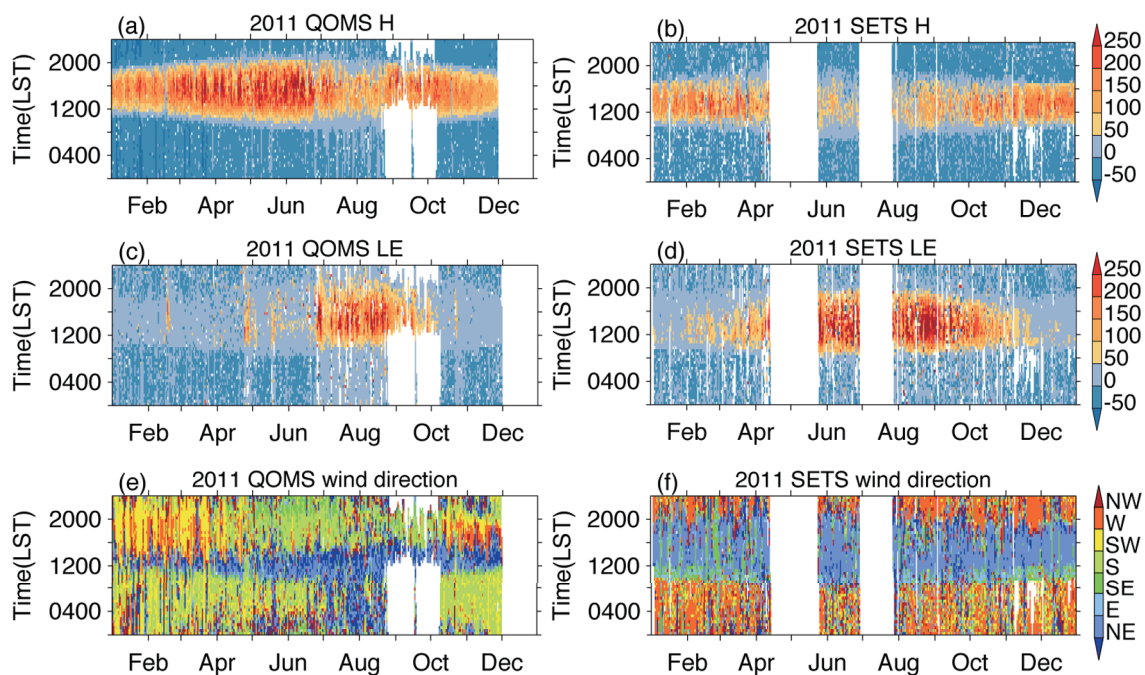 (a) 2011 QOMS H
Time(LST)
2000
1200
0400
Feb Apr Jun Aug Oct Dec
(b) 2011 SETS H
Time(LST)
2000
1200
0400
Feb Apr Jun Aug Oct Dec
250
200
150
100
50
0
-50
(c) 2011 QOMS LE
Time(LST)
2000
1200
0400
Feb Apr Jun Aug Oct Dec
(d) 2011 SETS LE
Time(LST)
2000
1200
0400
Feb Apr Jun Aug Oct Dec
250
200
150
100
50
0
-50
(e) 2011 QOMS wind direction
Time(LST)
2000
1200
0400
Feb Apr Jun Aug Oct Dec
(f) 2011 SETS wind direction
Time(LST)
2000
1200
0400
Feb Apr Jun Aug Oct Dec
NW
W
SW
S
SE
E
NE